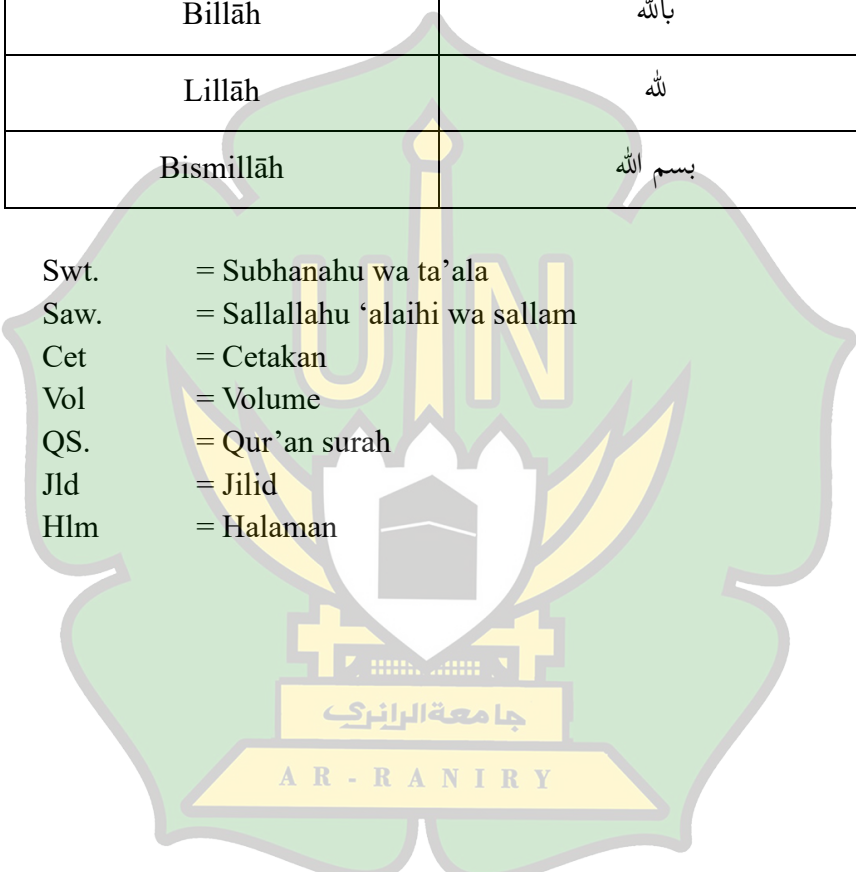 Billāh بالله
Lillāh لله
Bismillāh بسم الله
Swt. = Subhanahu wa ta’ala
Saw. = Sallallahu ‘alaihi wa sallam
Cet = Cetakan
Vol = Volume
QS. = Qur’an surah
Jld = Jilid
Hlm = Halaman
UIN
جامعة الرانري
AR-RANIRY